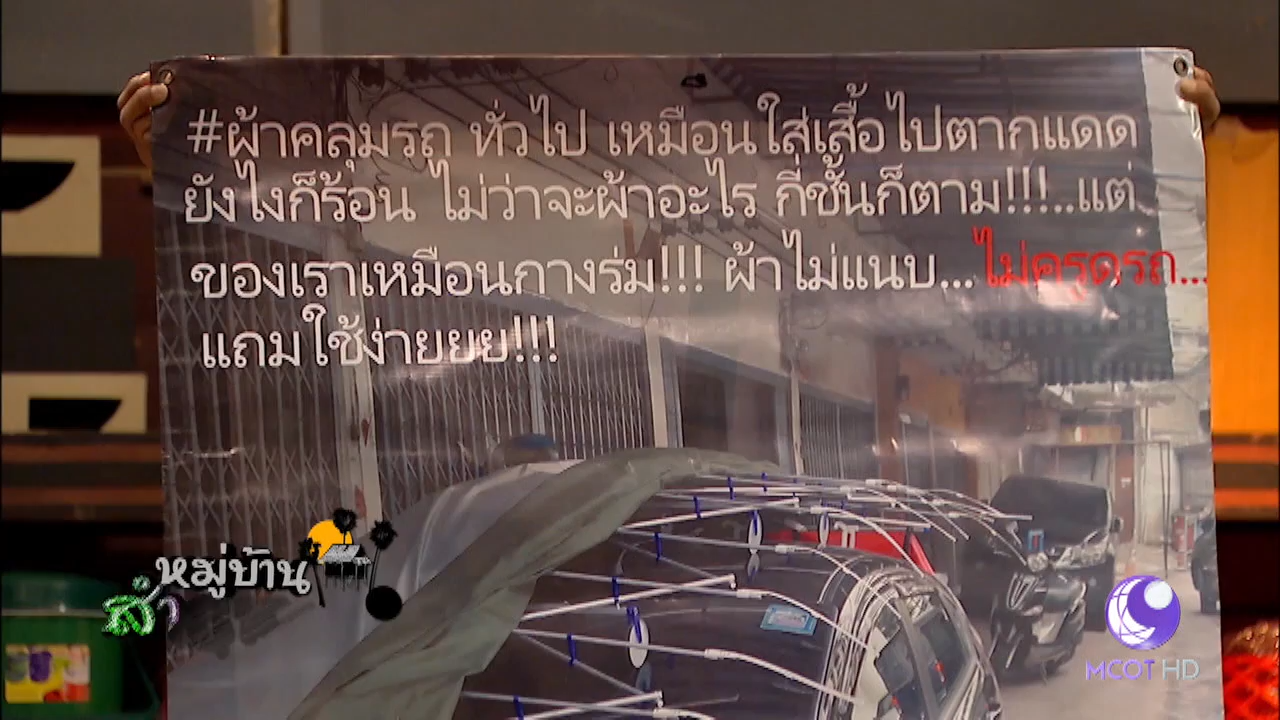 #ผ้าคลุมรถ ทั่วไป เหมือนใส่เสื้อไปตากแดด
ยังไงก็ร้อน ไม่ว่าจะผ้าอะไร กี่ชั้นก็ตาม!!!..แต่
ของเราเหมือนกางร่ม!!! ผ้าไม่แนบ...ไม่ครูดรถ...
แถมใช้ง่ายยย!!!
หมู่บ้าน
สำ
MCOT HD